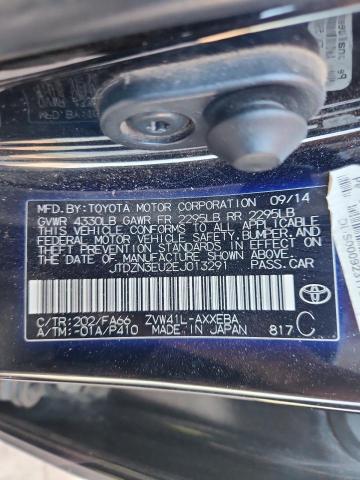 MFD. BY:TOYOTA MOTOR CORPORATION 09/14
GVWR 4330LB GAWR FR 2295LB RR 2295LB
THIS VEHICLE CONFORMS TO ALL APPLICABLE
FEDERAL MOTOR VEHICLE SAFETY, BUMPER, AND
THEFT PREVENTION STANDARDS IN EFFECT ON
THE DATE OF MANUFACTURE SHOWN ABOVE.
JTDZN3EU2EJ013291 PASS.CAR
C/TR:202/FA66 ZVW41L-AXXEBA
A/TM:-01A/P410 MADE IN JAPAN 817C
TOYOTA